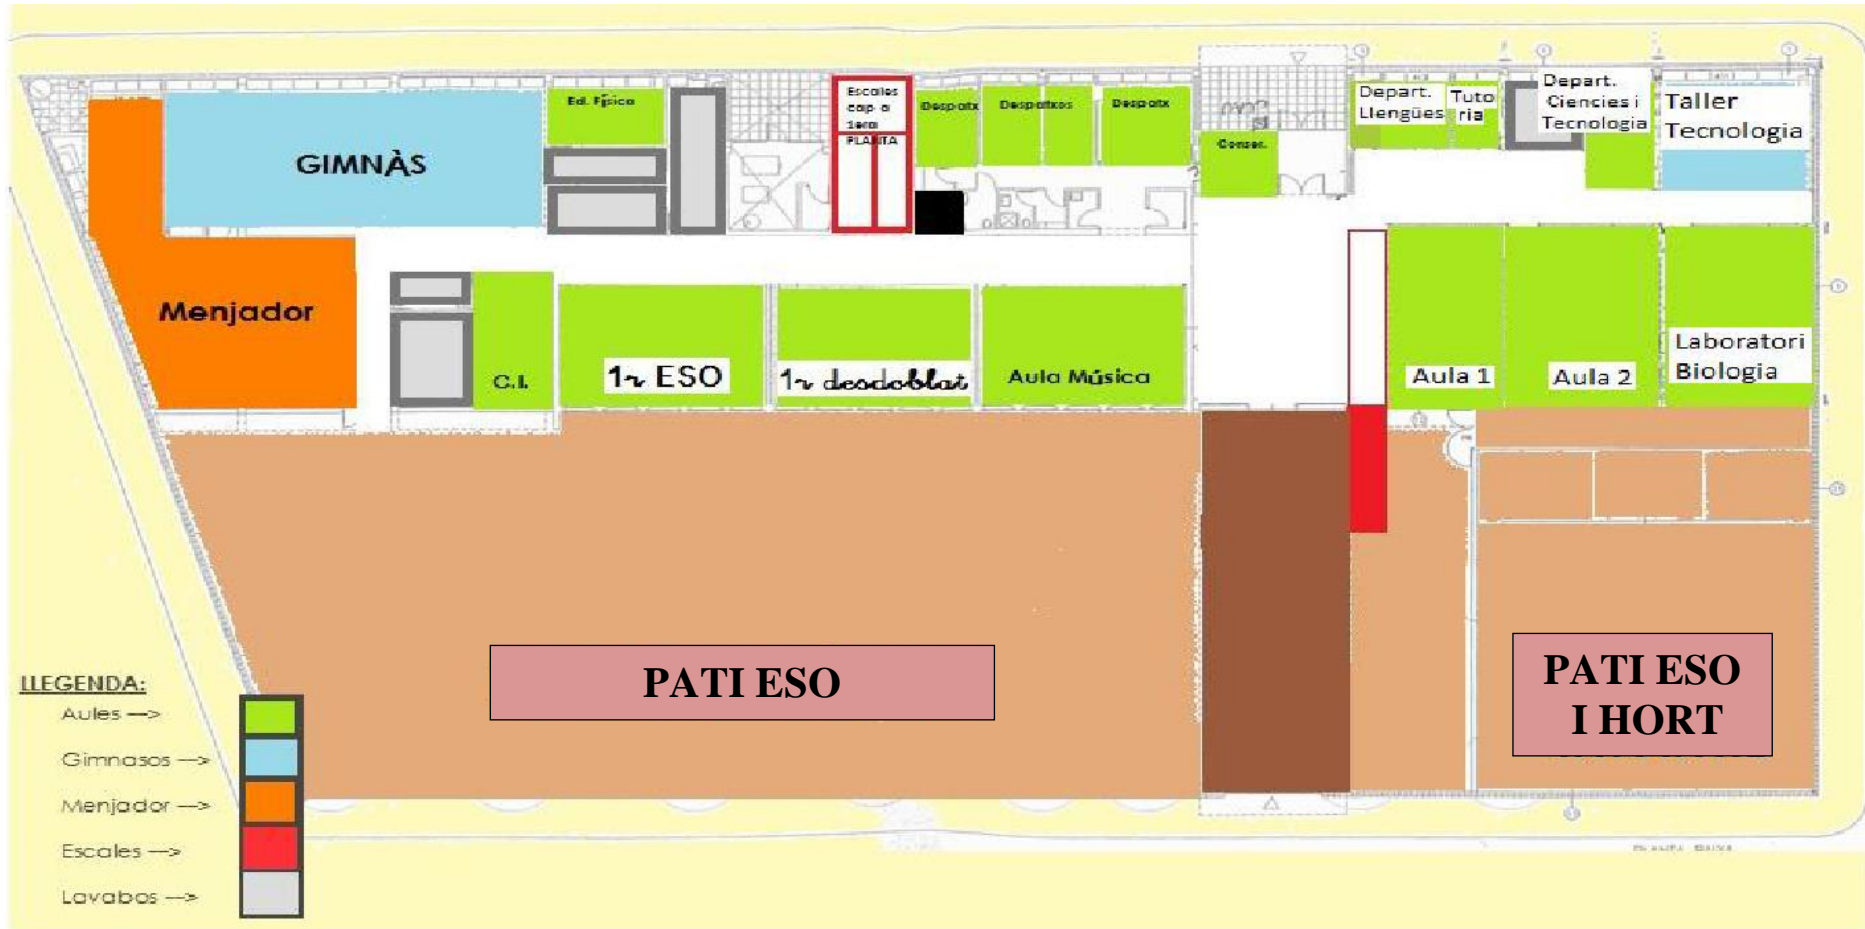 Ed. Física
Escales
cap a
1era
PLANTA
Despatx
Despatxos
Despatx
Conser.
Depart.
Llengües
Tuto
ria
Depart.
Ciencies i
Tecnologia
Taller
Tecnologia
GIMNÀS
Menjador
C.I.
1r ESO
1r desdoblat
Aula Música
Aula 1
Aula 2
Laboratori
Biologia
PATI ESO
PATI ESO
I HORT
LLEGENDA:
Aules -->
Gimnasos -->
Menjador -->
Escales -->
Lavabos -->
PLANTA BAIXA